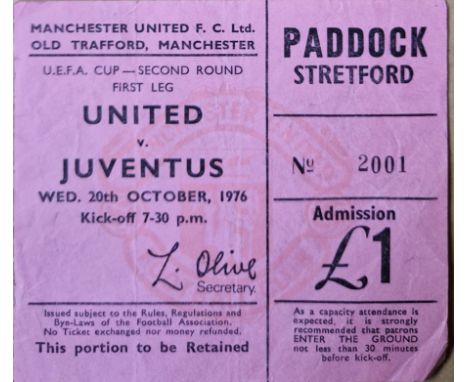 MANCHESTER UNITED F. C. Ltd.
OLD TRAFFORD, MANCHESTER
U.E.F.A. CUP — SECOND ROUND
FIRST LEG
UNITED
v.
JUVENTUS
WED. 20th OCTOBER, 1976
Kick-off 7-30 p.m.
L. Olive
Secretary.
Issued subject to the Rules, Regulations and
Bye-Laws of the Football Association.
No Ticket exchanged nor money refunded.
This portion to be Retained
PADDOCK
STRETFORD
No 2001
Admission
£1
As a capacity attendance is
expected, it is strongly
recommended that patrons
ENTER THE GROUND
not less than 30 minutes
before kick-off.